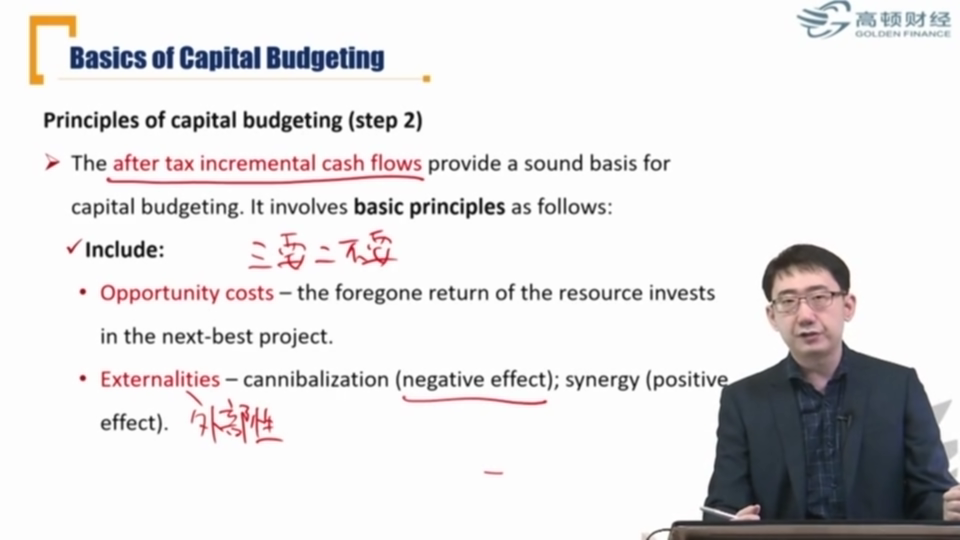 高顿财经
GOLDEN FINANCE
Basics of Capital Budgeting
Principles of capital budgeting (step 2)
The after tax incremental cash flows provide a sound basis for
capital budgeting. It involves basic principles as follows:
✓Include:
三要二不要
• Opportunity costs – the foregone return of the resource invests
in the next-best project.
• Externalities – cannibalization (negative effect); synergy (positive
effect).
外部性